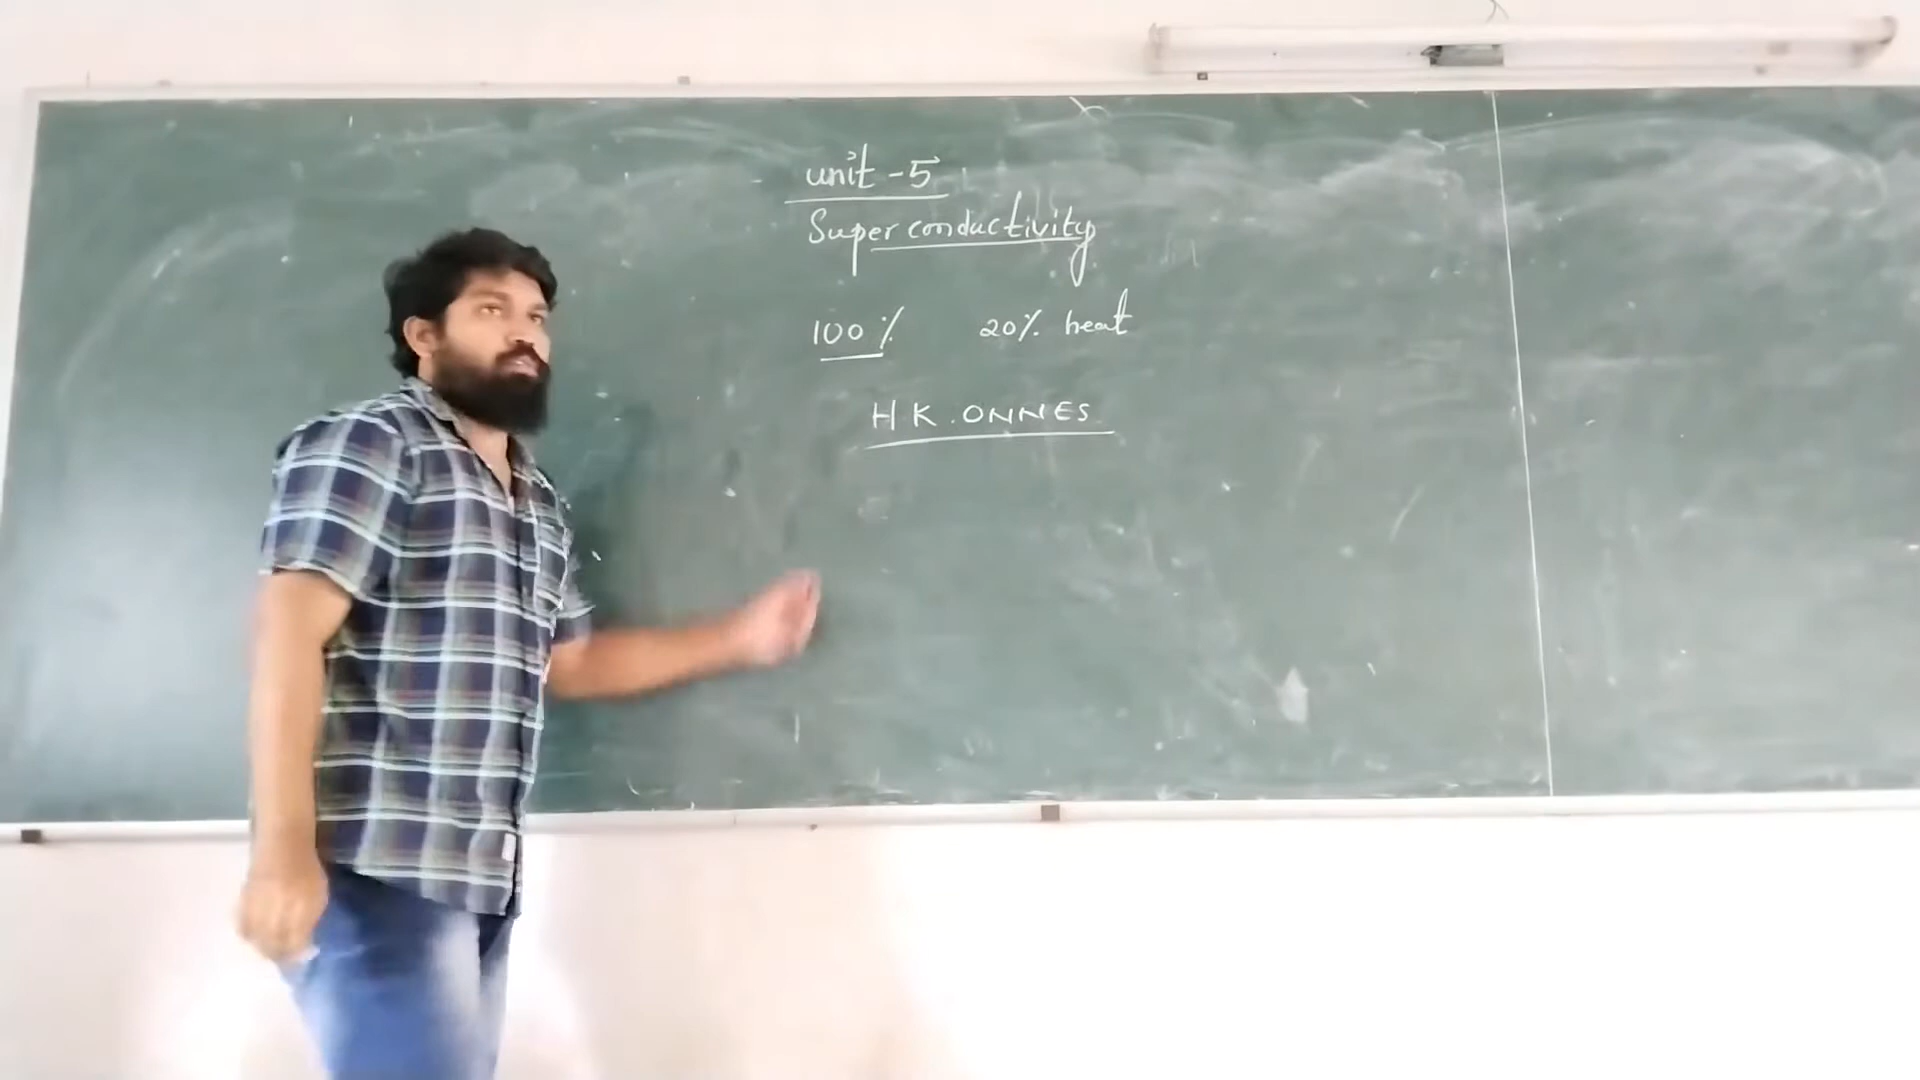 unit - 5
Superconductivity
100% 20% heat
H K . ONNES